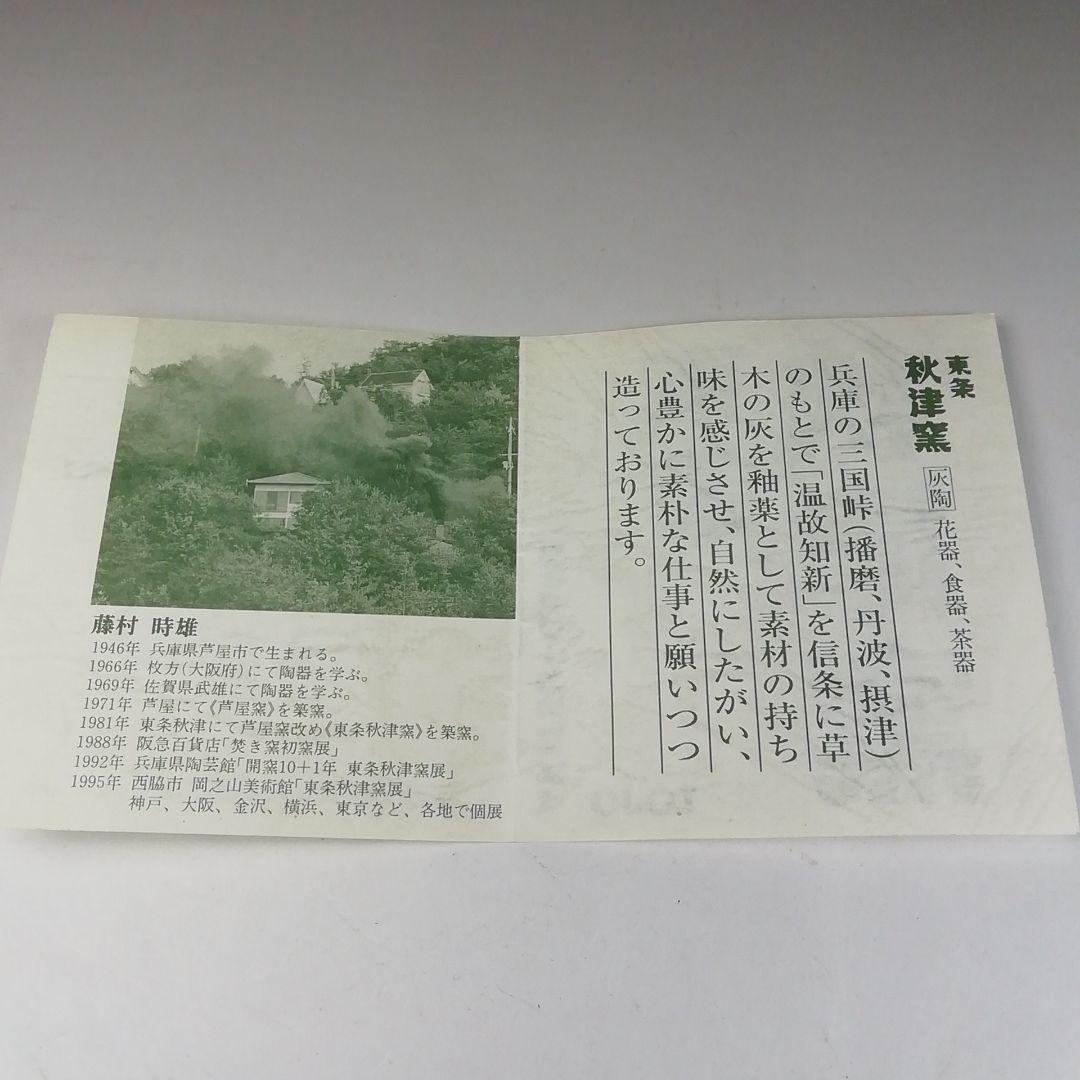 東条
秋津窯
灰陶 花器、食器、茶器
兵庫の三国峠(播磨、丹波、摂津)
のもとで「温故知新」を信条に草
木の灰を釉薬として素材の持ち
味を感じさせ、自然にしたがい、
心豊かに素朴な仕事と願いつつ
造っております。
藤村 時雄
1946年 兵庫県芦屋市で生まれる。
1966年 枚方(大阪府)にて陶器を学ぶ。
1969年 佐賀県武雄にて陶器を学ぶ。
1971年 芦屋にて《芦屋窯》を築窯。
1981年 東条秋津にて芦屋窯改め《東条秋津窯》を築窯。
1988年 阪急百貨店「焚き窯初窯展」
1992年 兵庫県陶芸館「開窯10+1年 東条秋津窯展」
1995年 西脇市 岡之山美術館「東条秋津窯展」
神戸、大阪、金沢、横浜、東京など、各地で個展